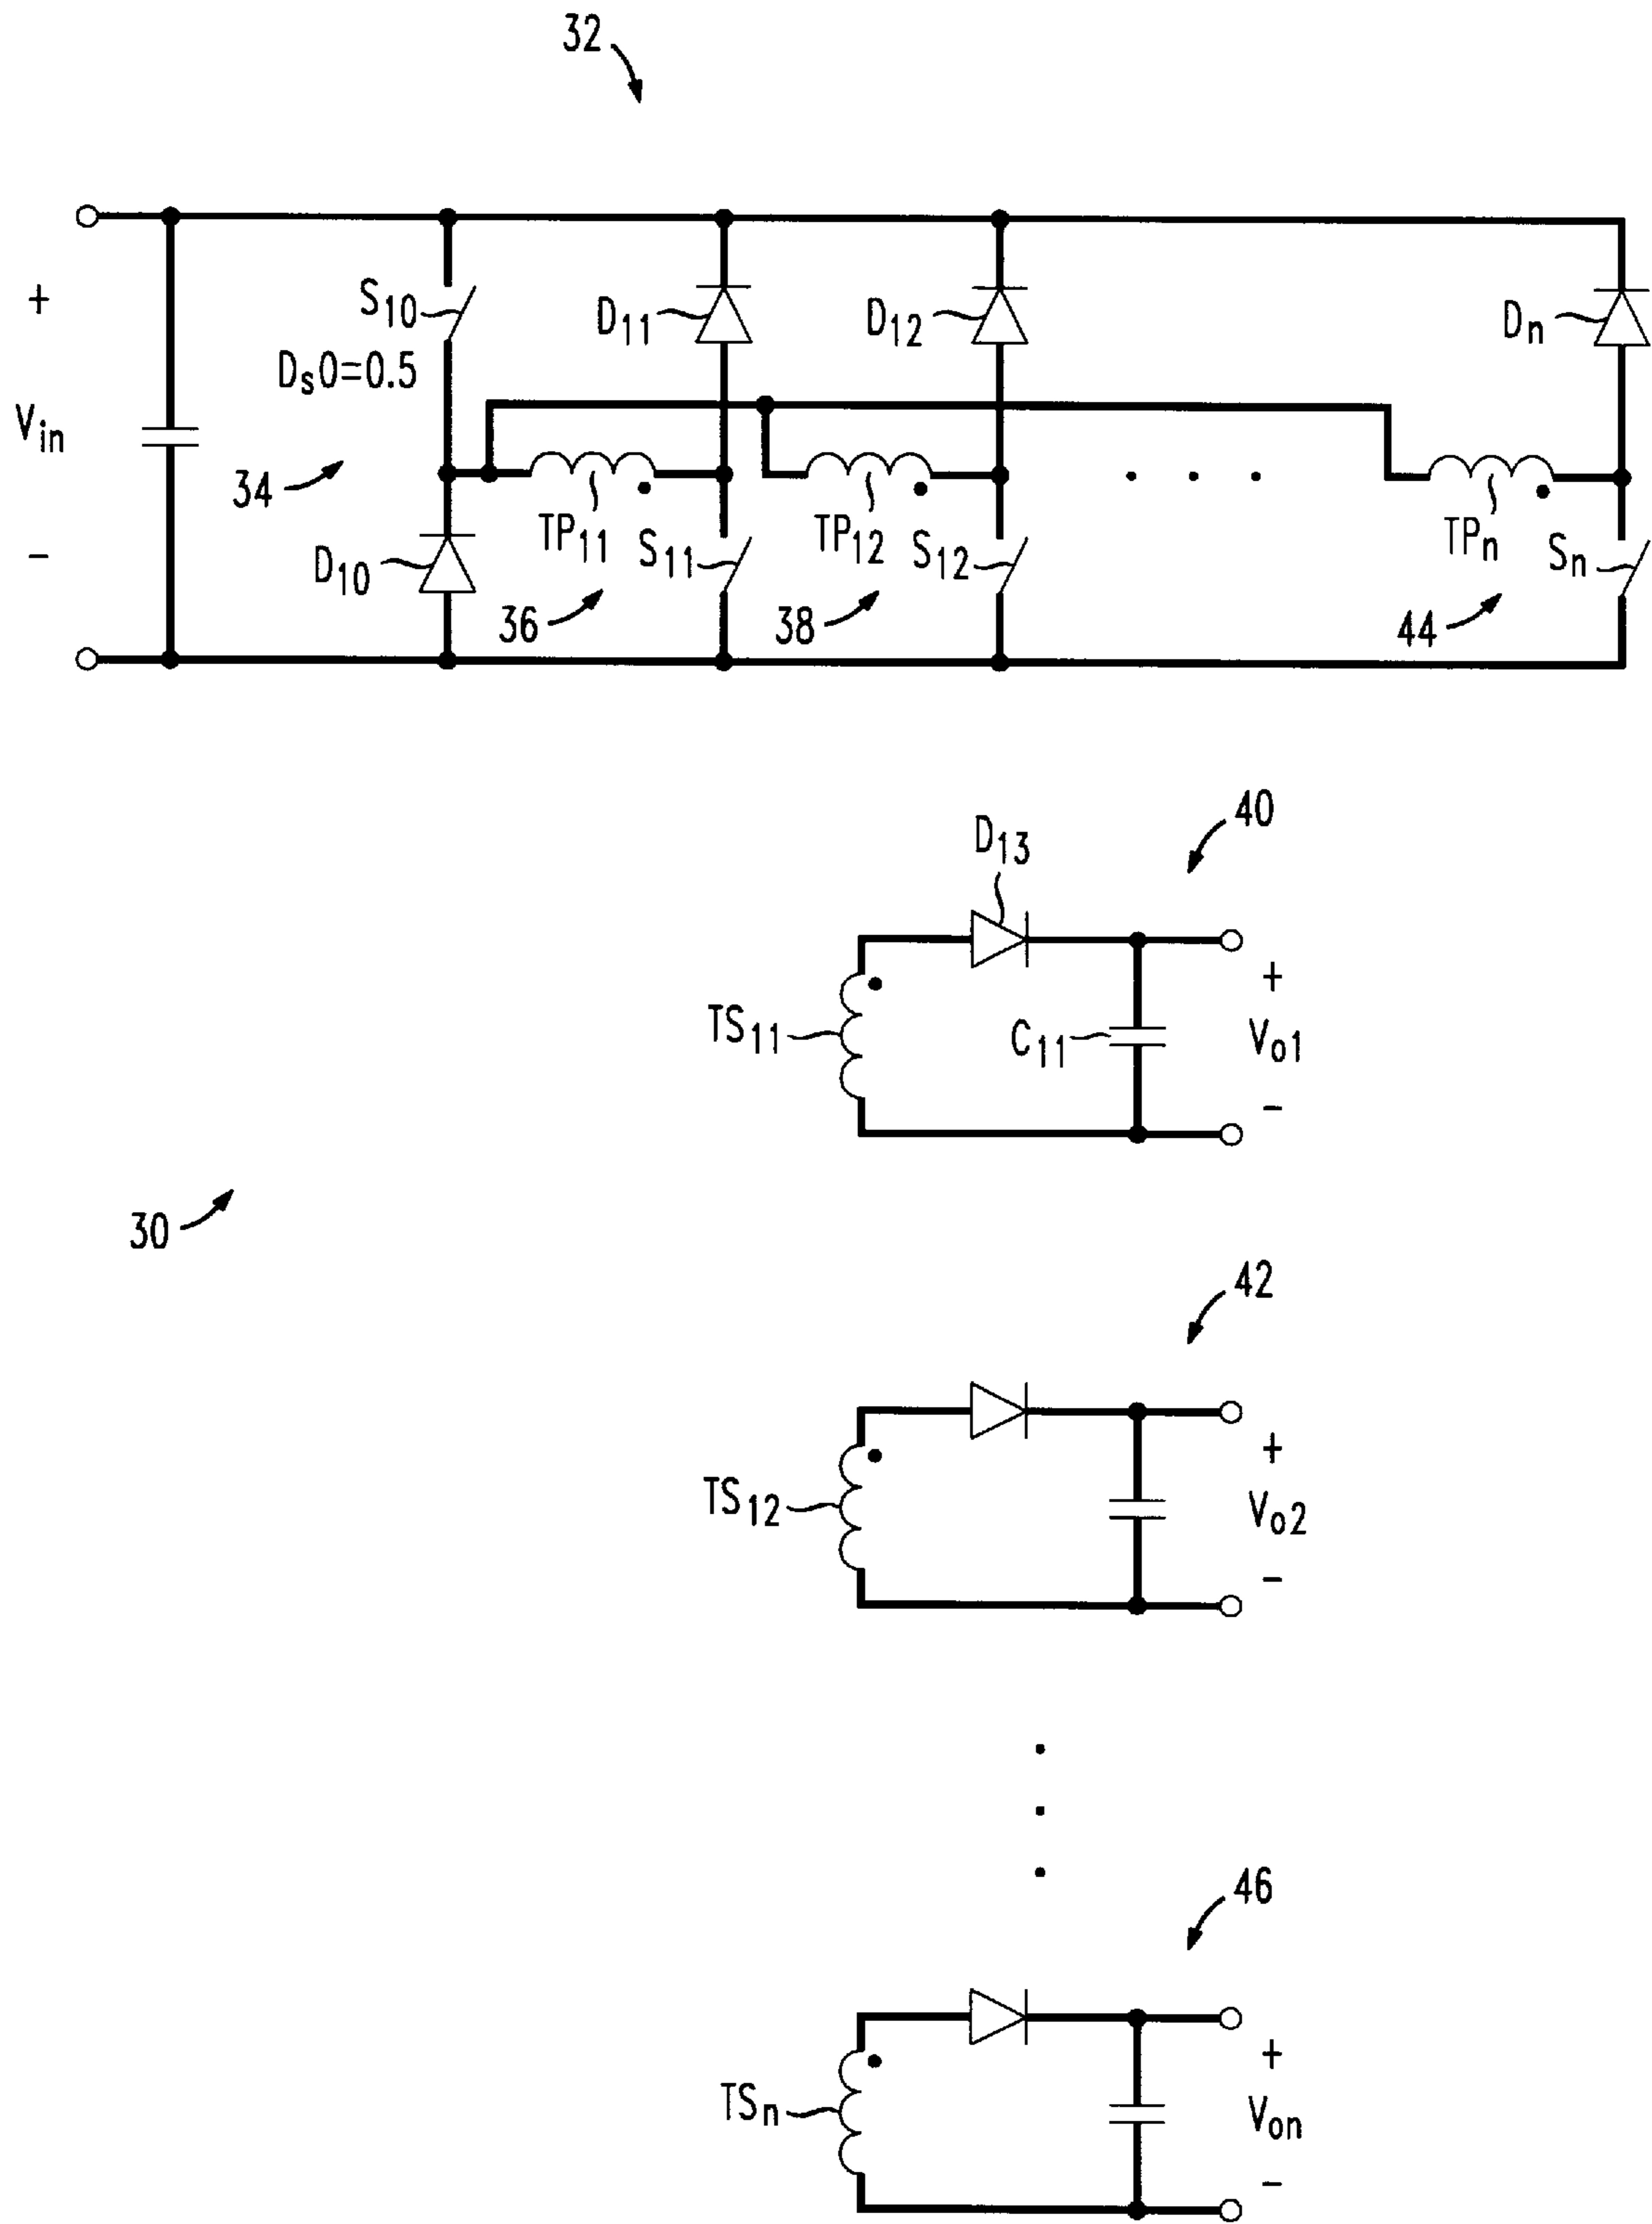 32
+
Vin
−
S10
Ds0=0.5
D11
D12
Dn
34
D10
TP11
S11
TP12
S12
TPn
Sn
36
38
44
40
D13
TS11
C11
+
Vo1
−
30
42
TS12
+
Vo2
−
46
TSn
+
Von
−